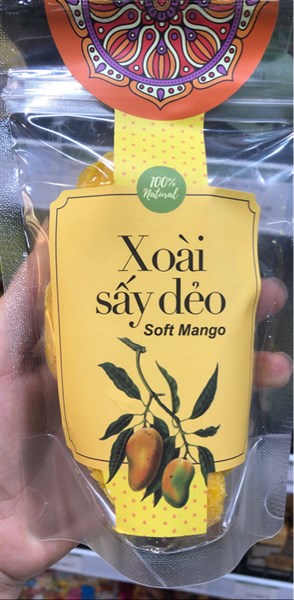 100%
Natural
Xoài
sấy dẻo
Soft Mango